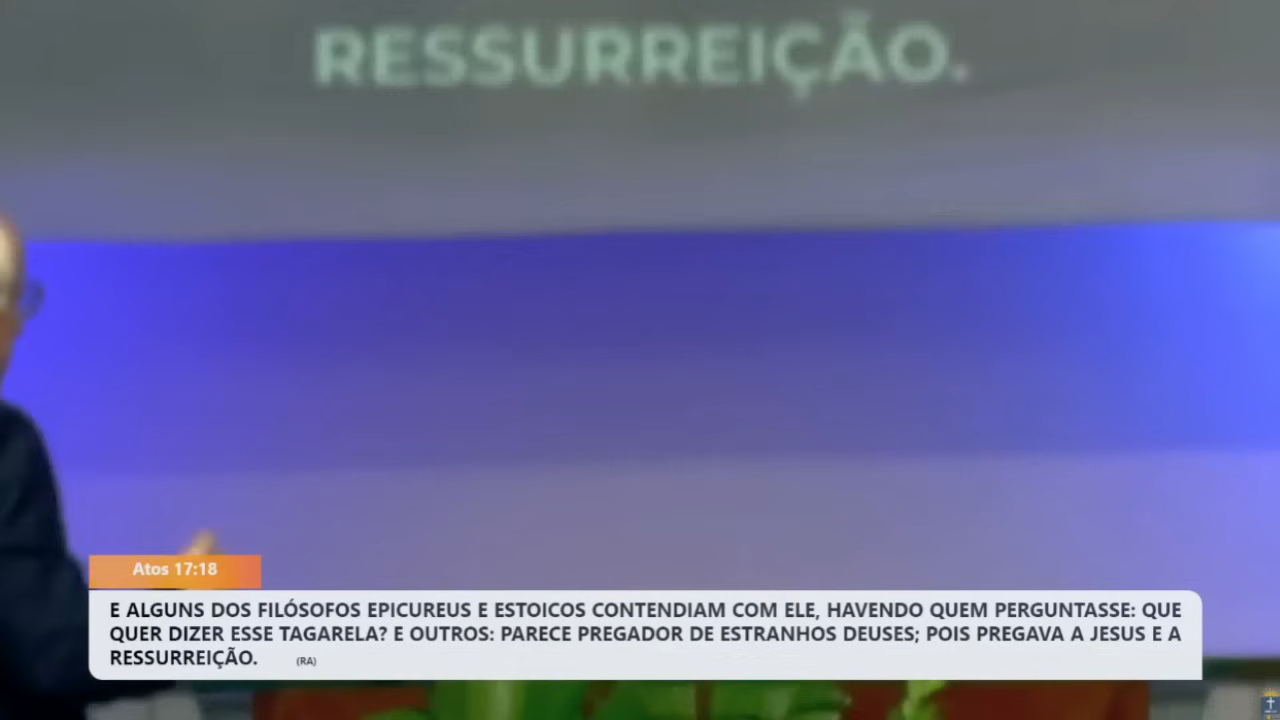 RESSURREIÇÃO.
Atos 17:18
E ALGUNS DOS FILÓSOFOS EPICUREUS E ESTOICOS CONTENDIAM COM ELE, HAVENDO QUEM PERGUNTASSE: QUE
QUER DIZER ESSE TAGARELA? E OUTROS: PARECE PREGADOR DE ESTRANHOS DEUSES; POIS PREGAVA A JESUS E A
RESSURREIÇÃO. (RA)